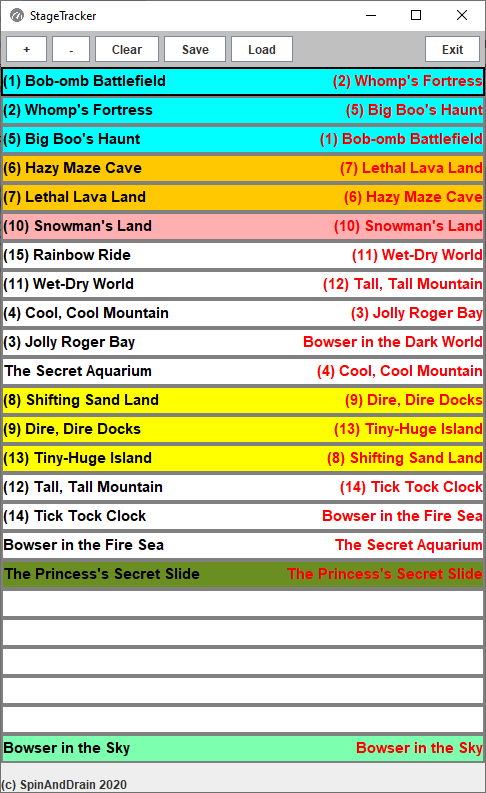 StageTracker
+ - Clear Save Load Exit
(1) Bob-omb Battlefield (2) Whomp's Fortress
(2) Whomp's Fortress (5) Big Boo's Haunt
(5) Big Boo's Haunt (1) Bob-omb Battlefield
(6) Hazy Maze Cave (7) Lethal Lava Land
(7) Lethal Lava Land (6) Hazy Maze Cave
(10) Snowman's Land (10) Snowman's Land
(15) Rainbow Ride (11) Wet-Dry World
(11) Wet-Dry World (12) Tall, Tall Mountain
(4) Cool, Cool Mountain (3) Jolly Roger Bay
(3) Jolly Roger Bay Bowser in the Dark World
The Secret Aquarium (4) Cool, Cool Mountain
(8) Shifting Sand Land (9) Dire, Dire Docks
(9) Dire, Dire Docks (13) Tiny-Huge Island
(13) Tiny-Huge Island (8) Shifting Sand Land
(12) Tall, Tall Mountain (14) Tick Tock Clock
(14) Tick Tock Clock Bowser in the Fire Sea
Bowser in the Fire Sea The Secret Aquarium
The Princess's Secret Slide The Princess's Secret Slide
Bowser in the Sky Bowser in the Sky
(c) SpinAndDrain 2020